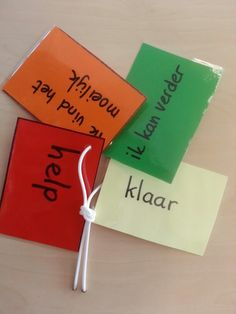 ik vind het
moeilijk
ik kan verder
help
klaar